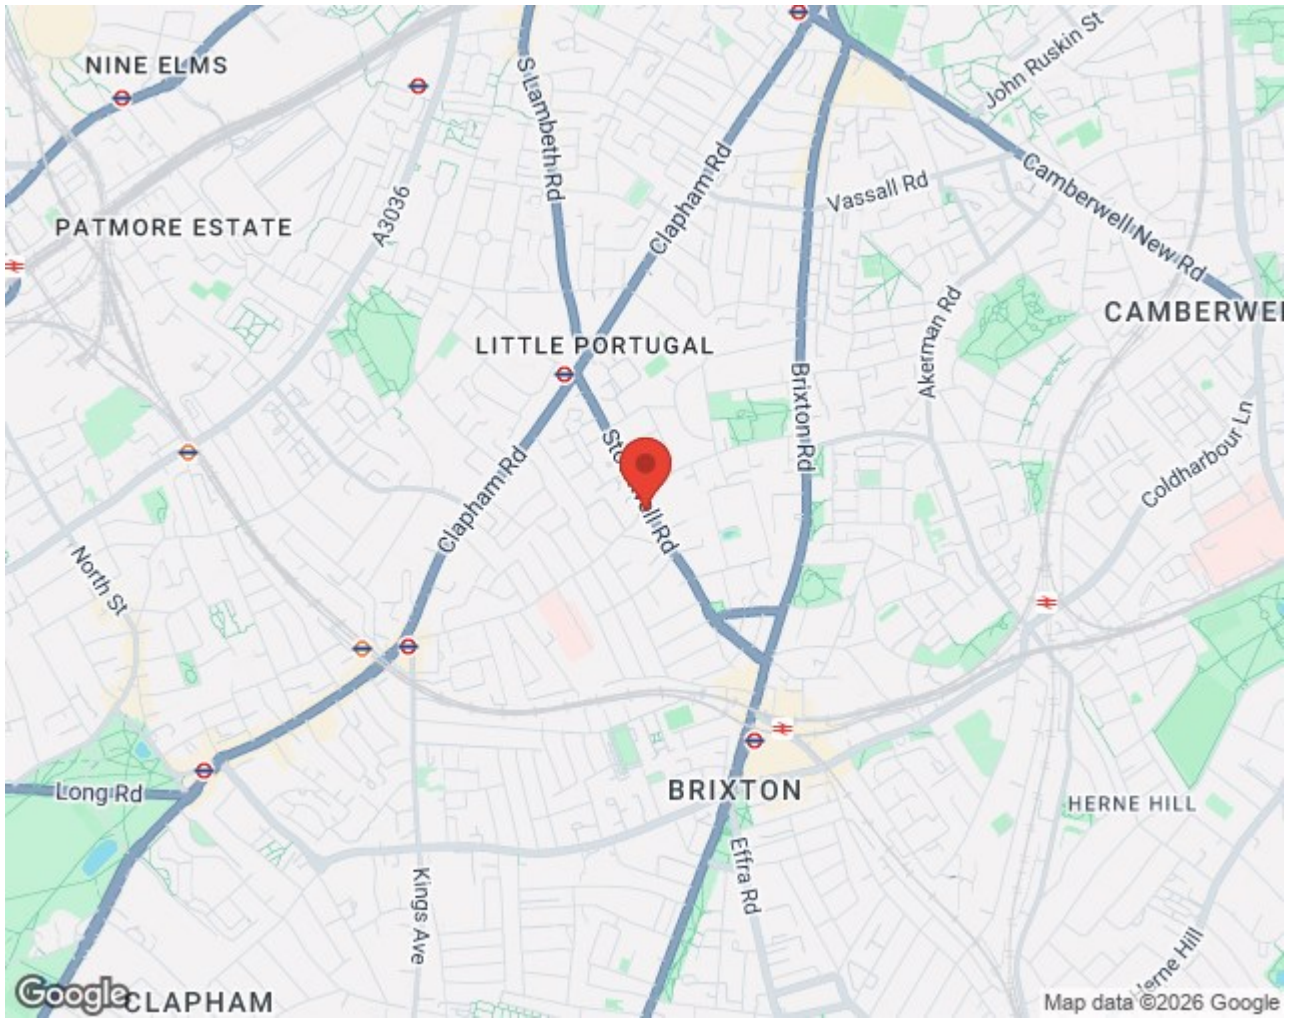 NINE ELMS
S Lambeth Rd
John Ruskin St
A3036
Clapham Rd
Vassall Rd
Camberwell New Rd
PATMORE ESTATE
Akerman Rd
LITTLE PORTUGAL
Brixton Rd
Clapham Rd
Coldharbour Ln
North St
Long Rd
BRIXTON
HERNE HILL
Kings Ave
Effra Rd
Herne Hill
Google
CLAPHAM
Map data ©2026 Google